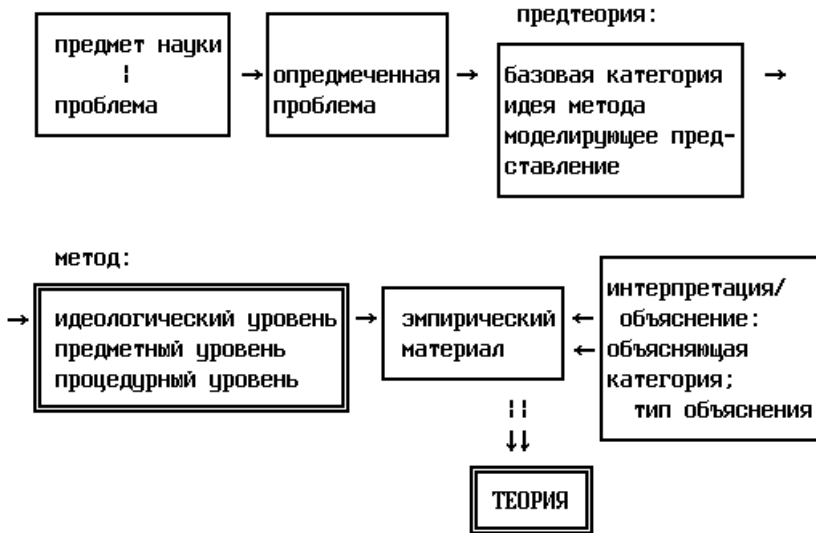 предмет науки
проблема
опредмеченная
проблема
предтеория:
базовая категория
идея метода
моделирующее пред-
ставление
метод:
идеологический уровень
предметный уровень
процедурный уровень
эмпирический
материал
интерпретация/
объяснение:
объясняющая
категория;
тип объяснения
ТЕОРИЯ